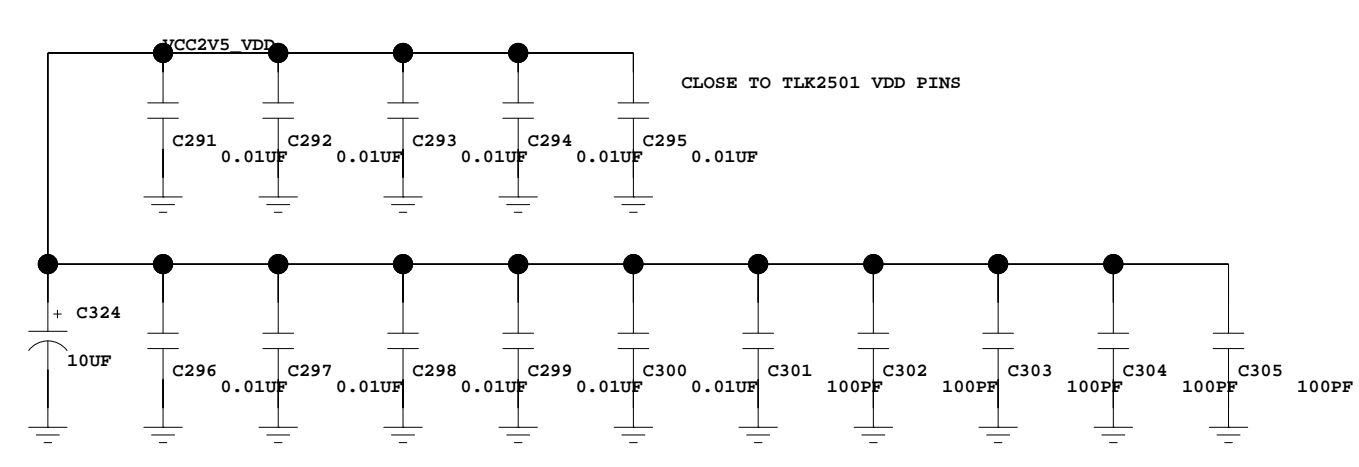 VCC2V5_VDD
CLOSE TO TLK2501 VDD PINS
C291 C292 C293 C294 C295
0.01UF 0.01UF 0.01UF 0.01UF 0.01UF
+ C324
10UF
C296 C297 C298 C299 C300 C301 C302 C303 C304 C305
0.01UF 0.01UF 0.01UF 0.01UF 0.01UF 100PF 100PF 100PF 100PF 100PF